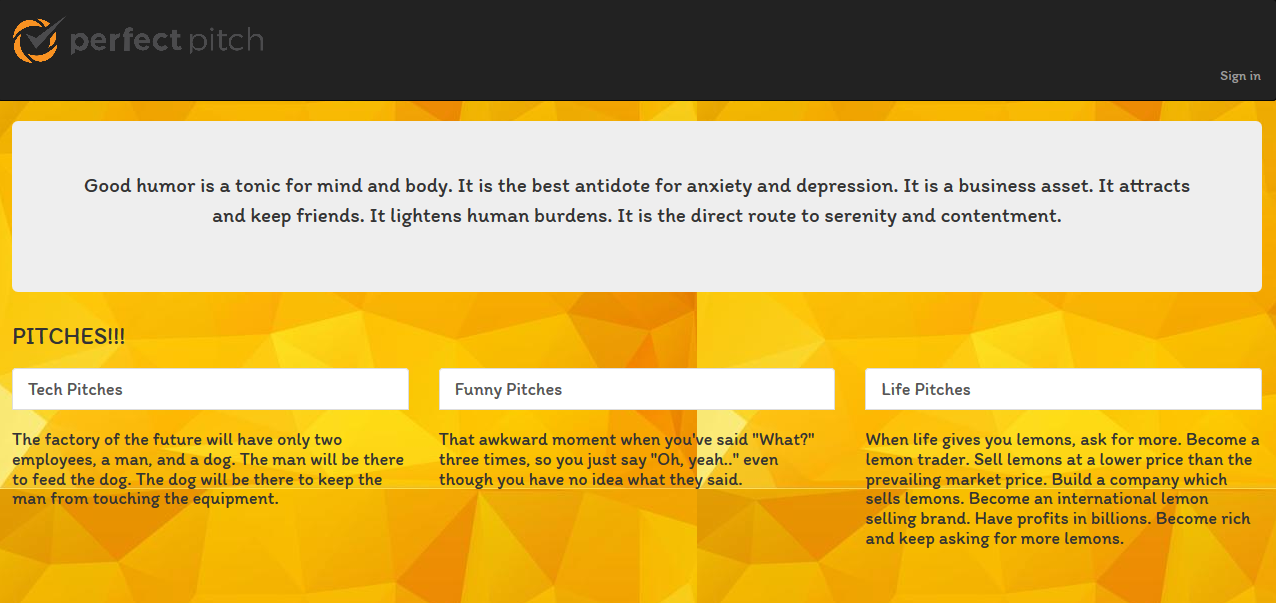 perfect pitch
Sign in
Good humor is a tonic for mind and body. It is the best antidote for anxiety and depression. It is a business asset. It attracts
and keep friends. It lightens human burdens. It is the direct route to serenity and contentment.
PITCHES!!!
Tech Pitches
The factory of the future will have only two
employees, a man, and a dog. The man will be there
to feed the dog. The dog will be there to keep the
man from touching the equipment.
Funny Pitches
That awkward moment when you've said "What?"
three times, so you just say "Oh, yeah.." even
though you have no idea what they said.
Life Pitches
When life gives you lemons, ask for more. Become a
lemon trader. Sell lemons at a lower price than the
prevailing market price. Build a company which
sells lemons. Become an international lemon
selling brand. Have profits in billions. Become rich
and keep asking for more lemons.